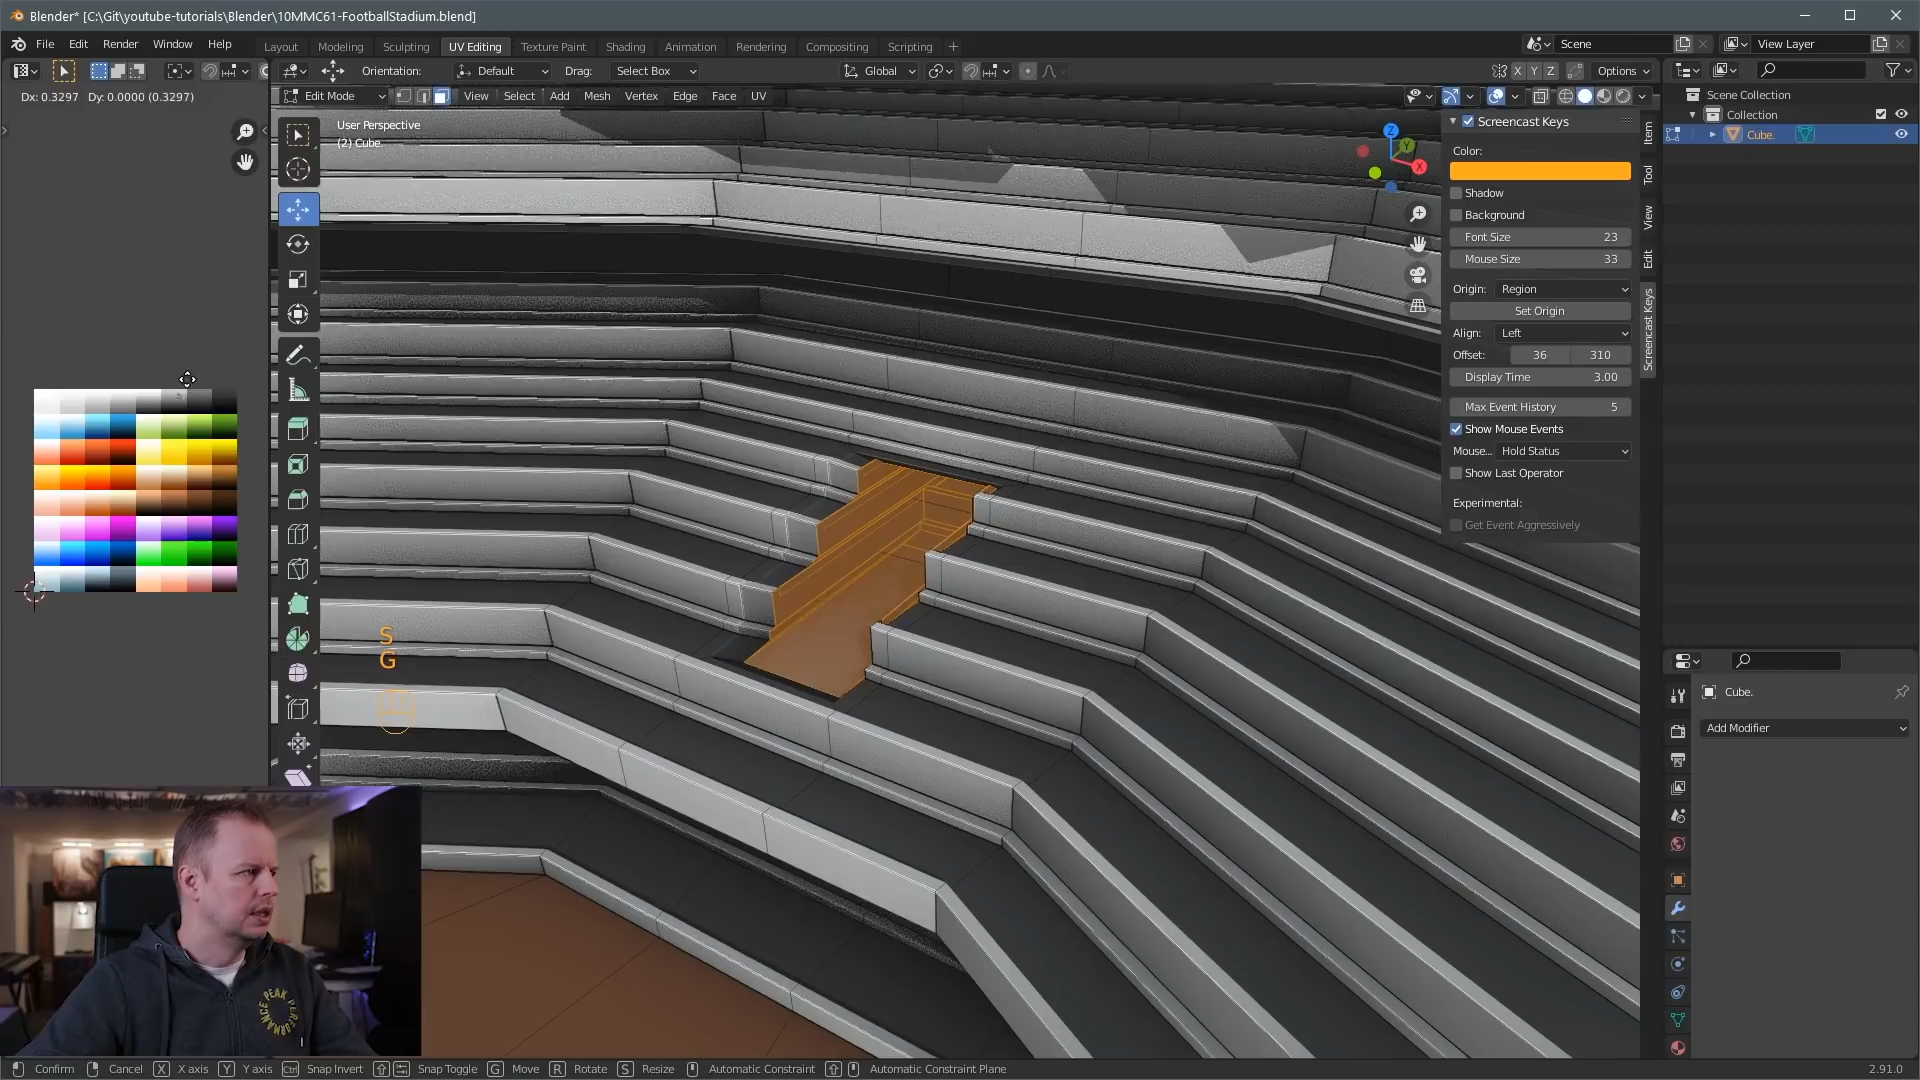 Blender* [C:\Git\youtube-tutorials\Blender\10MMC61-FootballStadium.blend]
File Edit Render Window Help Layout Modeling Sculpting UV Editing Texture Paint Shading Animation Rendering Compositing Scripting + Scene View Layer
Orientation: Default Drag: Select Box Global X Y Z Options
Dx: 0.3297 Dy: 0.0000 (0.3297) Edit Mode View Select Add Mesh Vertex Edge Face UV
Scene Collection
Collection
Cube.
User Perspective
(2) Cube.
Z
Y
X
Screencast Keys
Color:
Shadow
Background
Font Size 23
Mouse Size 33
Origin: Region
Set Origin
Align: Left
Offset: 36 310
Display Time 3.00
Max Event History 5
Show Mouse Events
Mouse... Hold Status
Show Last Operator
Experimental:
Get Event Aggressively
Item
Tool
View
Edit
Screencast Keys
S
G
Cube.
Add Modifier
PEAK PERFORMANCE
Confirm Cancel X X axis Y Y axis Ctrl Snap Invert Snap Toggle G Move R Rotate S Resize Automatic Constraint Automatic Constraint Plane 2.91.0